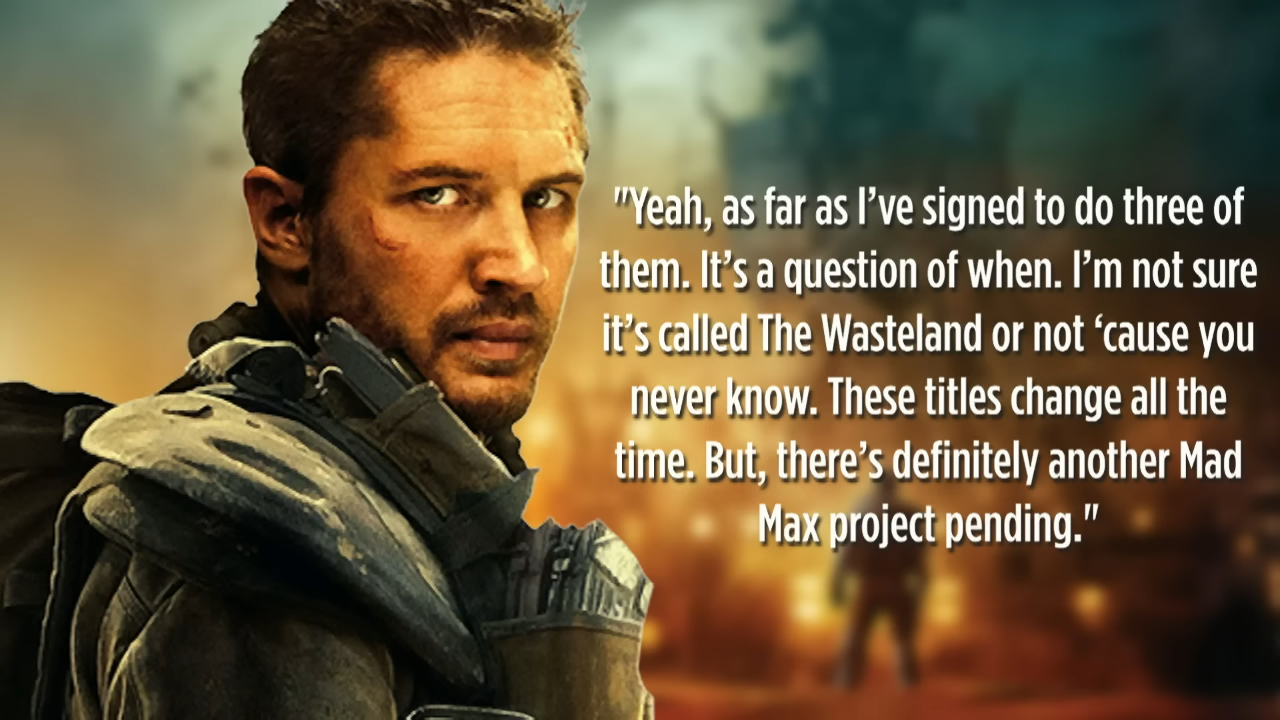 "Yeah, as far as I’ve signed to do three of
them. It’s a question of when. I’m not sure
it’s called The Wasteland or not ‘cause you
never know. These titles change all the
time. But, there’s definitely another Mad
Max project pending."